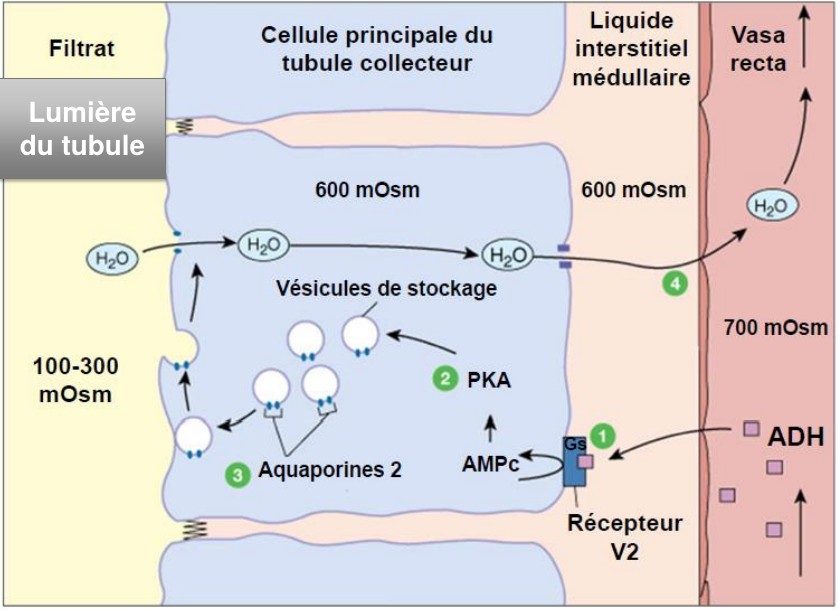 Filtrat
Lumière
du tubule
Cellule principale du
tubule collecteur
Liquide
interstitiel
médullaire
Vasa
recta
600 mOsm
600 mOsm
H₂O
H₂O
H₂O
H₂O
4
Vésicules de stockage
700 mOsm
100-300
mOsm
2 PKA
Gs
1
ADH
AMPc
3 Aquaporines 2
Récepteur
V2